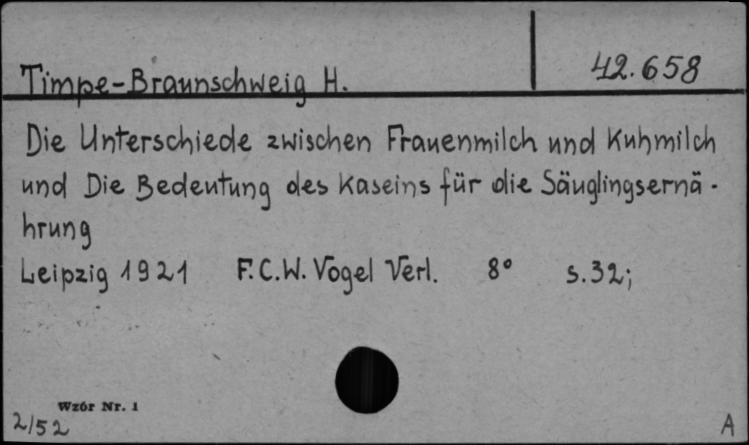 Timpe-Braunschweig H.
42.658
Die Unterschiede zwischen Frauenmilch und Kuhmilch
und Die Bedeutung des Kaseins für die Säuglingsernä-
hrung
Leipzig 1921 F.C.W. Vogel Verl. 8° s.32;
Wzór Nr. 1
2/52
A